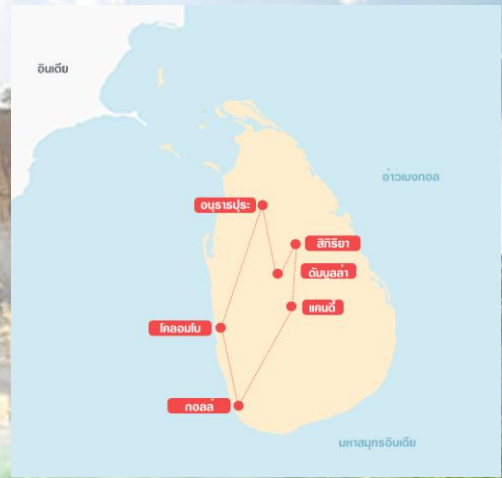 อินเดีย
อ่าวเบงกอล
อนุราธปุระ
สิกิริยา
ดัมบูลล่า
แคนดี้
โคลอมโบ
กอลล์
มหาสมุทรอินเดีย